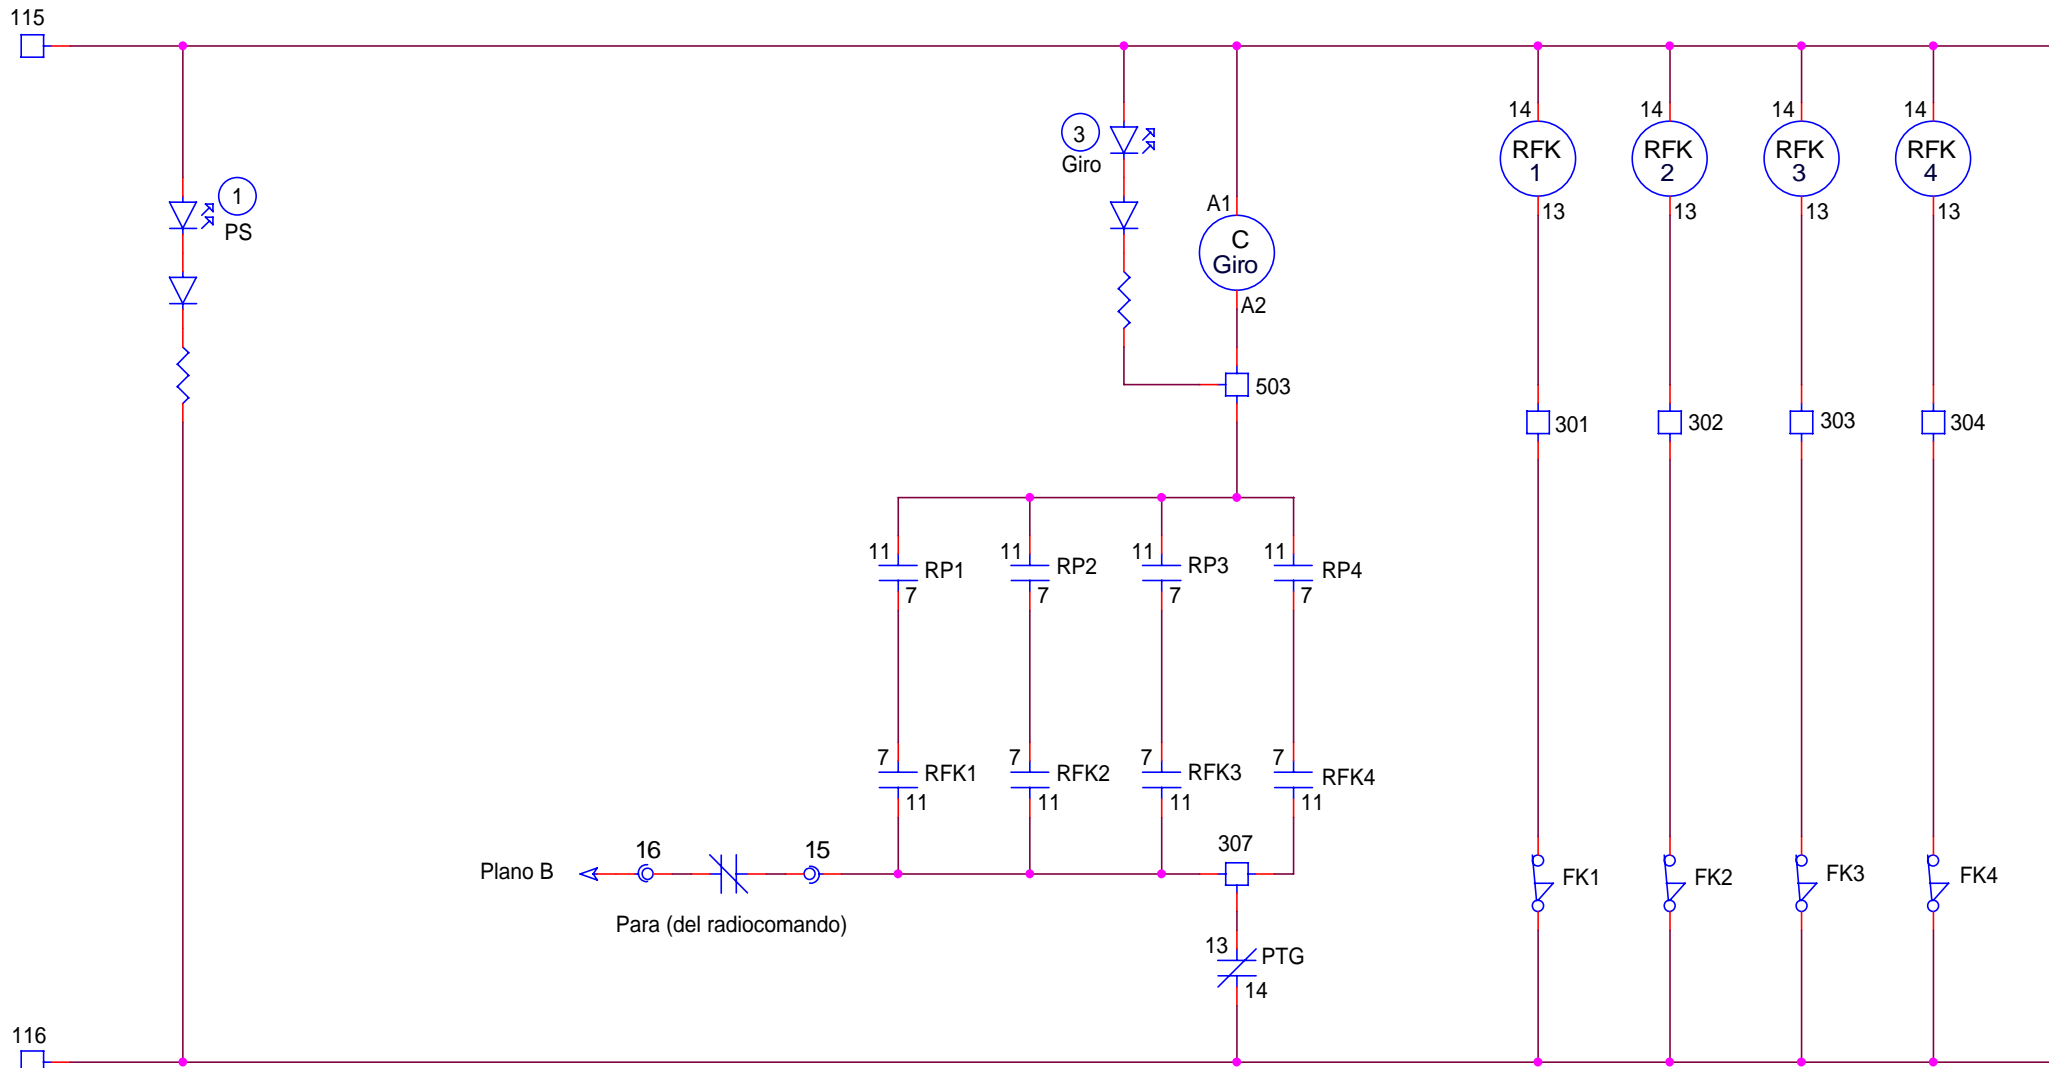 115
3
Giro
14
14
14
14
RFK
1
RFK
2
RFK
3
RFK
4
1
PS
A1
13
13
13
13
C
Giro
A2
503
301
302
303
304
11
RP1
7
11
RP2
7
11
RP3
7
11
RP4
7
7
RFK1
11
7
RFK2
11
7
RFK3
11
7
RFK4
11
Plano B
16
15
307
FK1
FK2
FK3
FK4
Para (del radiocomando)
13
PTG
14
116